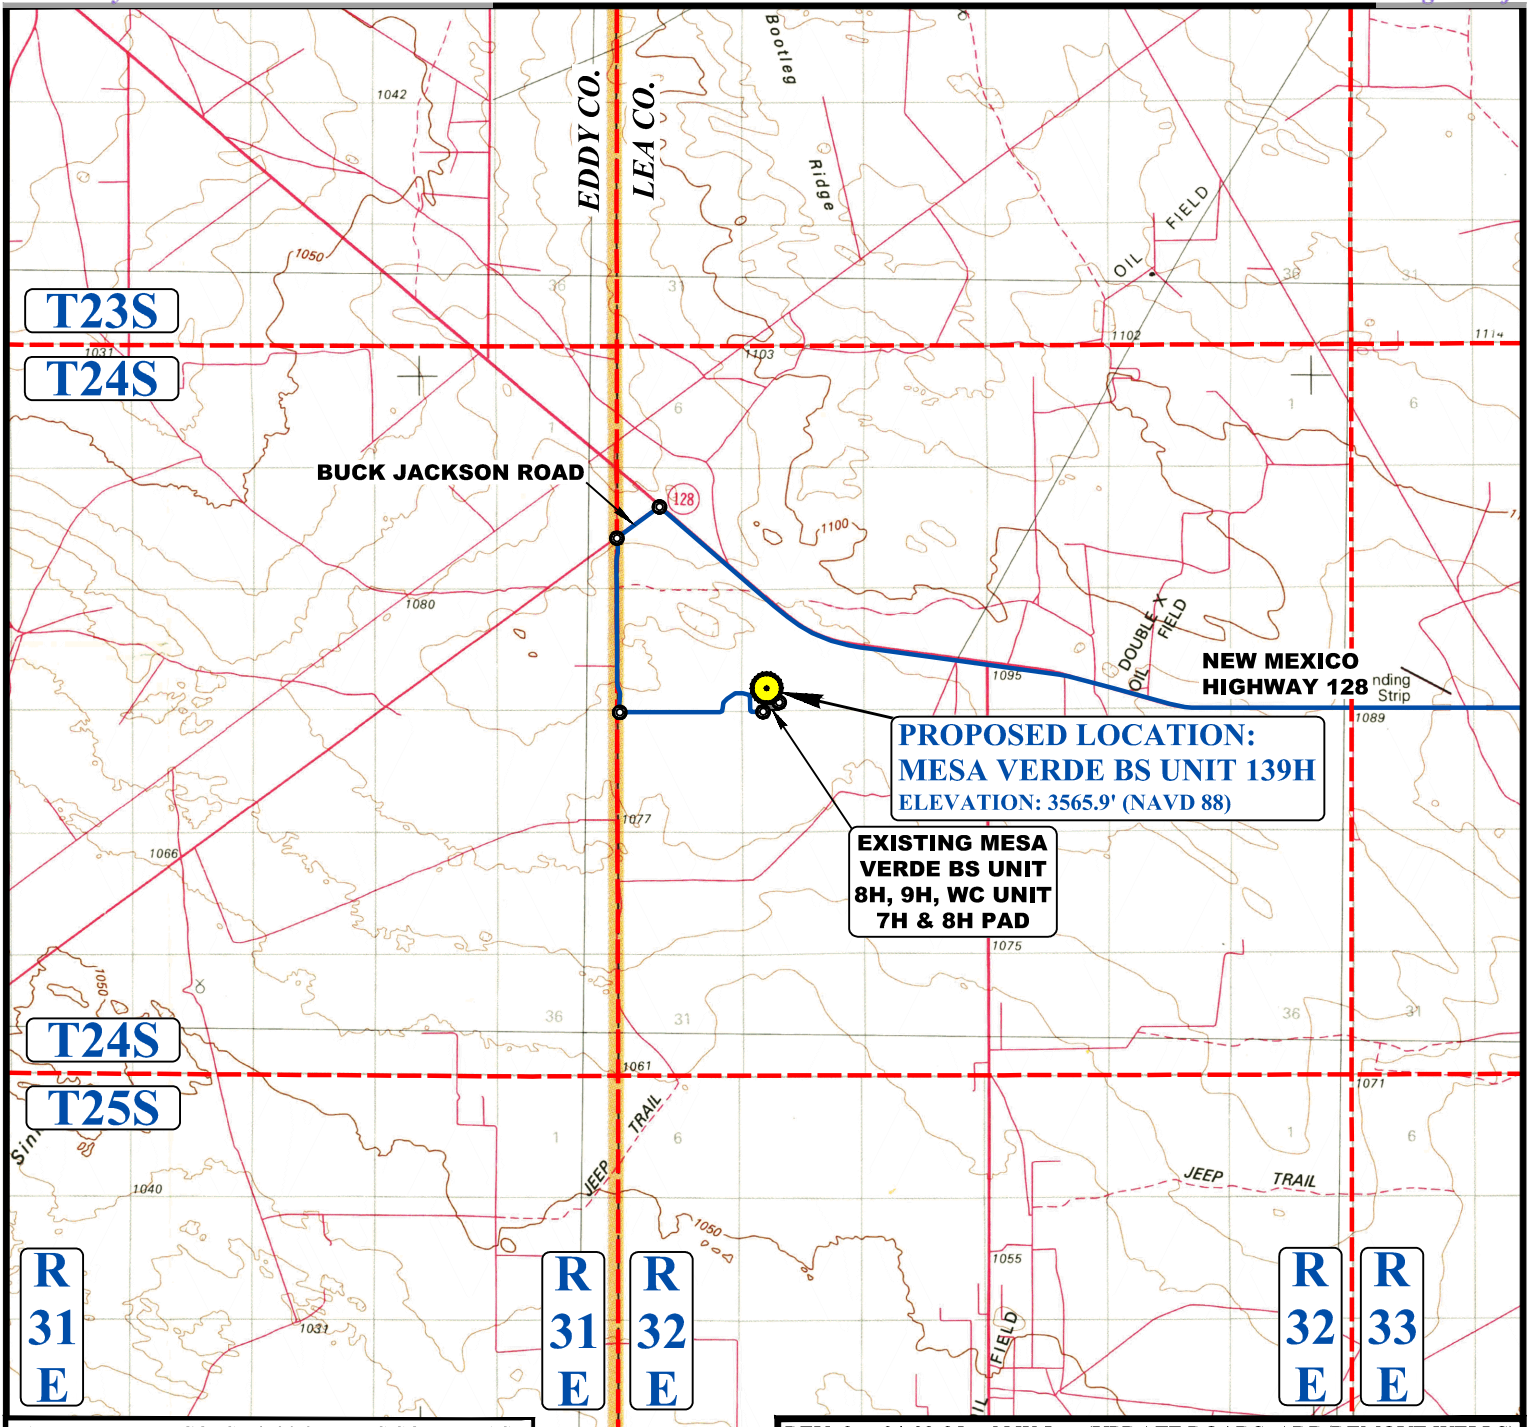 Bootleg
Ridge
EDDY CO.
LEA CO.
1042
1050
OIL FIELD
36
31
36
31
T23S
T24S
1031
1103
1102
1114
6
1
1
6
BUCK JACKSON ROAD
128
1100
1080
DOUBLE X
OIL FIELD
1095
NEW MEXICO
HIGHWAY 128
nding
Strip
1089
PROPOSED LOCATION:
MESA VERDE BS UNIT 139H
ELEVATION: 3565.9' (NAVD 88)
1077
1066
EXISTING MESA
VERDE BS UNIT
8H, 9H, WC UNIT
7H & 8H PAD
1075
1050
36
31
36
31
T24S
T25S
1061
1071
JEEP TRAIL
1
6
1
6
JEEP TRAIL
1040
1050
1055
1031
FIELD
R
31
E
R
31
E
R
32
E
R
32
E
R
33
E